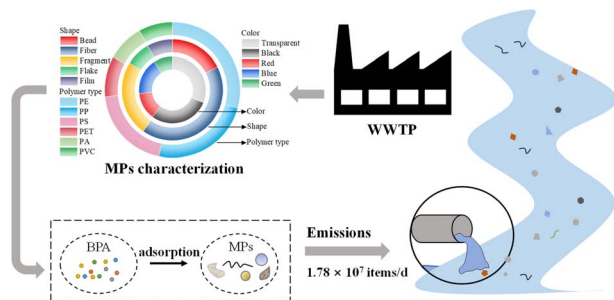 Shape
Bead
Fiber
Fragment
Flake
Film
Polymer type
PE
PP
PS
PET
PA
PVC
Color
Transparent
Black
Red
Blue
Green
Color
Shape
Polymer type
MPs characterization
WWTP
BPA
adsorption
MPs
Emissions
1.78 × 10⁷ items/d